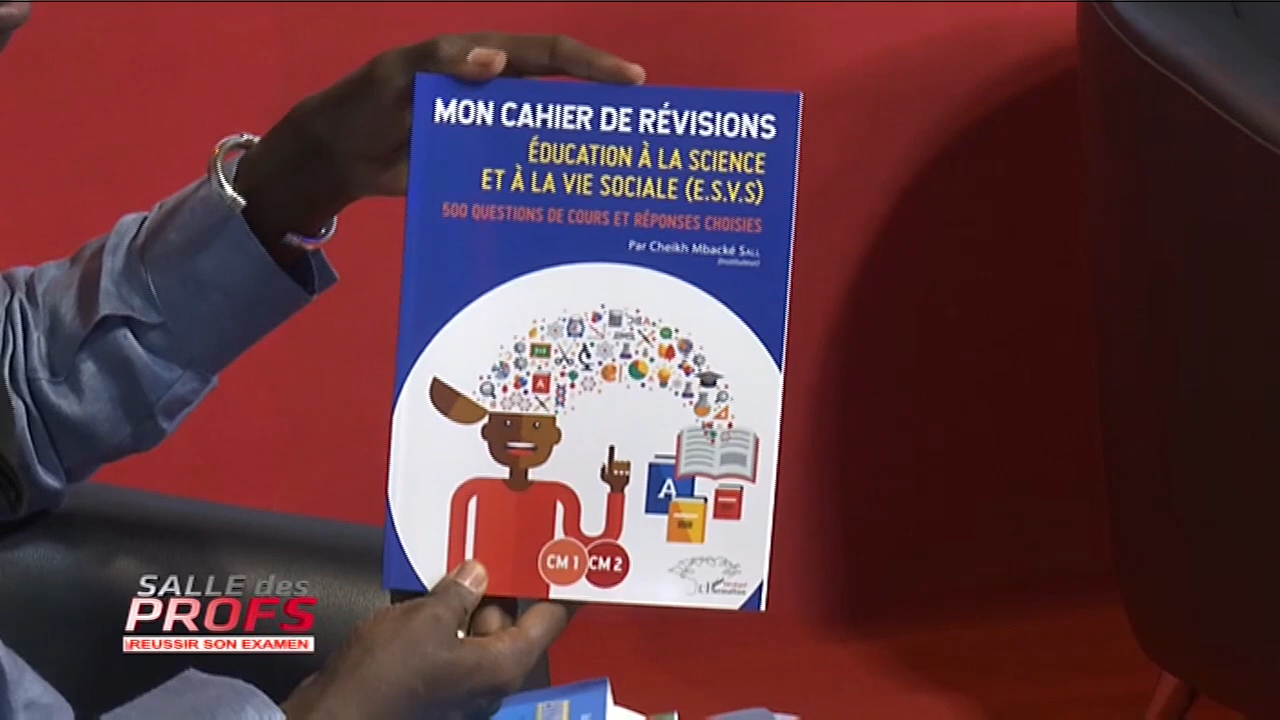 MON CAHIER DE RÉVISIONS
ÉDUCATION À LA SCIENCE
ET À LA VIE SOCIALE (E.S.V.S)
500 QUESTIONS DE COURS ET RÉPONSES CHOISIES
Par Cheikh Mbacké SALL
(Instituteur)
A
A
CM 1
CM 2
SALLE des
PROFS
REUSSIR SON EXAMEN